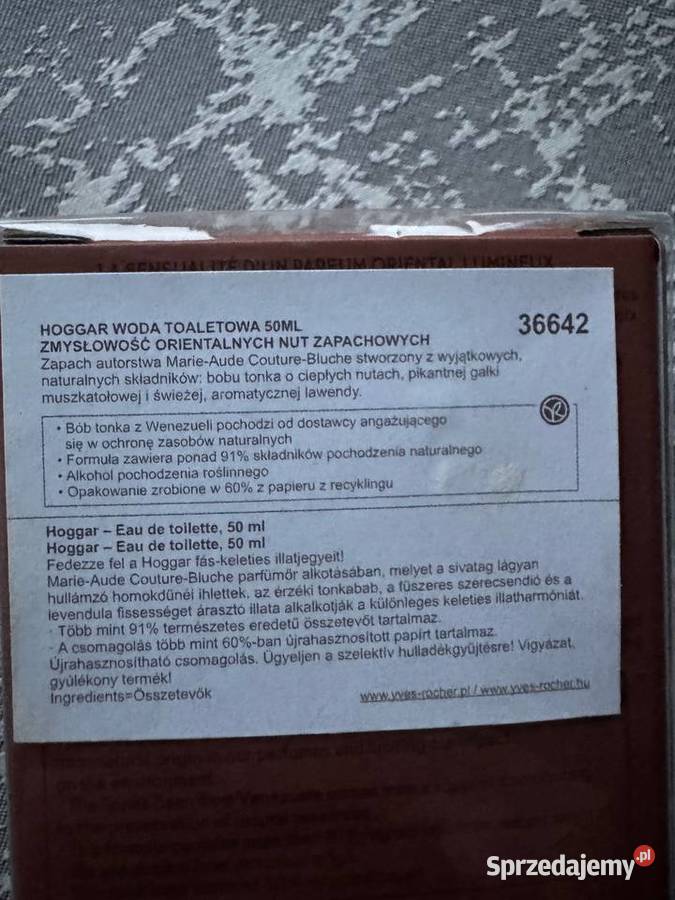 LA SENSUALITÉ D'UN PARFUM ORIENTAL LUMINEUX
HOGGAR WODA TOALETOWA 50ML
36642
ZMYSŁOWOŚĆ ORIENTALNYCH NUT ZAPACHOWYCH
Zapach autorstwa Marie-Aude Couture-Bluche stworzony z wyjątkowych,
naturalnych składników: bobu tonka o ciepłych nutach, pikantnej gałki
muszkatołowej i świeżej, aromatycznej lawendy.
• Bób tonka z Wenezueli pochodzi od dostawcy angażującego
się w ochronę zasobów naturalnych
• Formuła zawiera ponad 91% składników pochodzenia naturalnego
• Alkohol pochodzenia roślinnego
• Opakowanie zrobione w 60% z papieru z recyklingu
Hoggar – Eau de toilette, 50 ml
Hoggar – Eau de toilette, 50 ml
Fedezze fel a Hoggar fás-keleties illatjegyeit!
Marie-Aude Couture-Bluche parfümőr alkotásában, melyet a sivatag lágyan
hullámzó homokdűnéi ihlettek, az érzéki tonkabab, a fűszeres szerecsendió és a
levendula fissességet árasztó illata alkalkotják a különleges keleties illatharmóniát.
· Több mint 91% természetes eredetű összetevőt tartalmaz.
· A csomagolás több mint 60%-ban újrahasznosított papírt tartalmaz.
Újrahasznosítható csomagolás. Ügyeljen a szelektív hulladékgyűjtésre! Vigyázat,
gyúlékony termék!
Ingredients=Összetevők
www.yves-rocher.pl / www.yves-rocher.hu
Sprzedajemy.pl